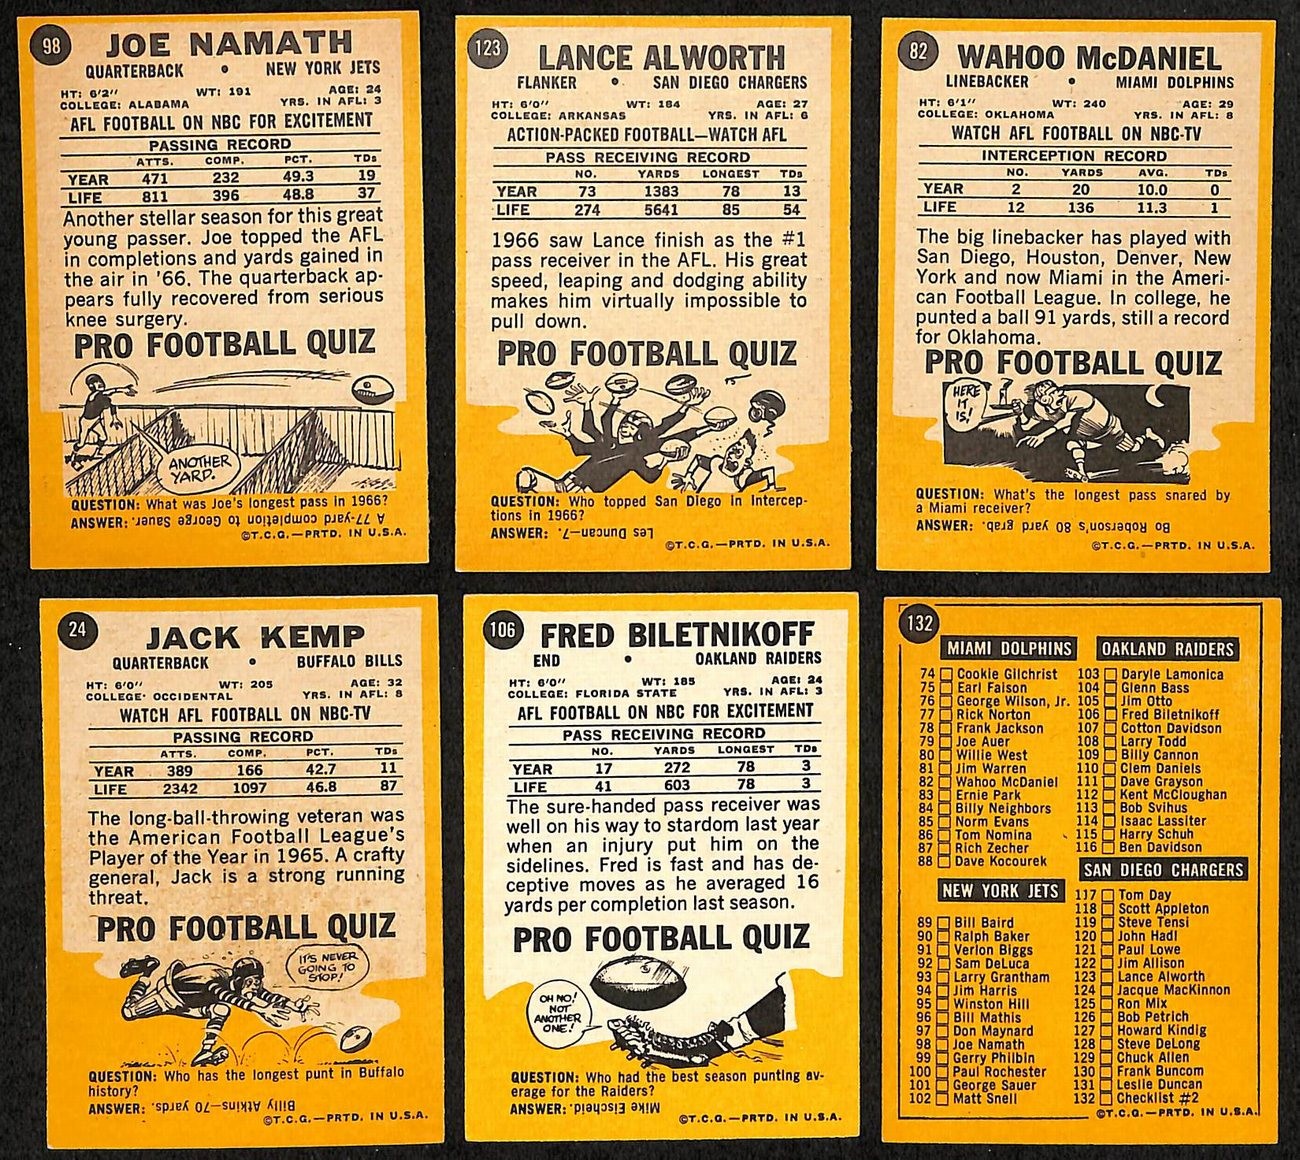 98
JOE NAMATH
QUARTERBACK • NEW YORK JETS
HT: 6'2" WT: 191 AGE: 24
COLLEGE: ALABAMA YRS. IN AFL: 3
AFL FOOTBALL ON NBC FOR EXCITEMENT
PASSING RECORD
ATTS. COMP. PCT. TDs
YEAR 471 232 49.3 19
LIFE 811 396 48.8 37
Another stellar season for this great
young passer. Joe topped the AFL
in completions and yards gained in
the air in '66. The quarterback ap-
pears fully recovered from serious
knee surgery.
PRO FOOTBALL QUIZ
ANOTHER
YARD.
QUESTION: What was Joe's longest pass in 1966?
ANSWER: A 77-yard completion to George Sauer.
©T.C.G.—PRTD. IN U.S.A.
123
LANCE ALWORTH
FLANKER • SAN DIEGO CHARGERS
HT: 6'0" WT: 184 AGE: 27
COLLEGE: ARKANSAS YRS. IN AFL: 6
ACTION-PACKED FOOTBALL—WATCH AFL
PASS RECEIVING RECORD
NO. YARDS LONGEST TDs
YEAR 73 1383 78 13
LIFE 274 5641 85 54
1966 saw Lance finish as the #1
pass receiver in the AFL. His great
speed, leaping and dodging ability
makes him virtually impossible to
pull down.
PRO FOOTBALL QUIZ
QUESTION: Who topped San Diego in Intercep-
tions in 1966?
ANSWER: Les Duncan—7.
©T.C.G.—PRTD. IN U.S.A.
82
WAHOO McDANIEL
LINEBACKER • MIAMI DOLPHINS
HT: 6'1" WT: 240 AGE: 29
COLLEGE: OKLAHOMA YRS. IN AFL: 8
WATCH AFL FOOTBALL ON NBC-TV
INTERCEPTION RECORD
NO. YARDS AVG. TDs
YEAR 2 20 10.0 0
LIFE 12 136 11.3 1
The big linebacker has played with
San Diego, Houston, Denver, New
York and now Miami in the Ameri-
can Football League. In college, he
punted a ball 91 yards, still a record
for Oklahoma.
PRO FOOTBALL QUIZ
HERE
IT
IS!
QUESTION: What's the longest pass snared by
a Miami receiver?
ANSWER: Bo Roberson's 80 yard grab.
©T.C.G.—PRTD. IN U.S.A.
24
JACK KEMP
QUARTERBACK • BUFFALO BILLS
HT: 6'0" WT: 205 AGE: 32
COLLEGE: OCCIDENTAL YRS. IN AFL: 8
WATCH AFL FOOTBALL ON NBC-TV
PASSING RECORD
ATTS. COMP. PCT. TDs
YEAR 389 166 42.7 11
LIFE 2342 1097 46.8 87
The long-ball-throwing veteran was
the American Football League's
Player of the Year in 1965. A crafty
general, Jack is a strong running
threat.
PRO FOOTBALL QUIZ
IT'S NEVER
GOING TO
STOP!
QUESTION: Who has the longest punt in Buffalo
history?
ANSWER: Billy Atkins—70 yards.
©T.C.G.—PRTD. IN U.S.A.
106
FRED BILETNIKOFF
END • OAKLAND RAIDERS
HT: 6'0" WT: 185 AGE: 24
COLLEGE: FLORIDA STATE YRS. IN AFL: 3
AFL FOOTBALL ON NBC FOR EXCITEMENT
PASS RECEIVING RECORD
NO. YARDS LONGEST TDs
YEAR 17 272 78 3
LIFE 41 603 78 3
The sure-handed pass receiver was
well on his way to stardom last year
when an injury put him on the
sidelines. Fred is fast and has de-
ceptive moves as he averaged 16
yards per completion last season.
PRO FOOTBALL QUIZ
OH NO!
NOT
ANOTHER
ONE!
QUESTION: Who had the best season punting av-
erage for the Raiders?
ANSWER: Mike Eischeid.
©T.C.G.—PRTD. IN U.S.A.
132
MIAMI DOLPHINS
74 Cookie Gilchrist
75 Earl Faison
76 George Wilson, Jr.
77 Rick Norton
78 Frank Jackson
79 Joe Auer
80 Willie West
81 Jim Warren
82 Wahoo McDaniel
83 Ernie Park
84 Billy Neighbors
85 Norm Evans
86 Tom Nomina
87 Rich Zecher
88 Dave Kocourek
NEW YORK JETS
89 Bill Baird
90 Ralph Baker
91 Verlon Biggs
92 Sam DeLuca
93 Larry Grantham
94 Jim Harris
95 Winston Hill
96 Bill Mathis
97 Don Maynard
98 Joe Namath
99 Gerry Philbin
100 Paul Rochester
101 George Sauer
102 Matt Snell
OAKLAND RAIDERS
103 Daryle Lamonica
104 Glenn Bass
105 Jim Otto
106 Fred Biletnikoff
107 Cotton Davidson
108 Larry Todd
109 Billy Cannon
110 Clem Daniels
111 Dave Grayson
112 Kent McCloughan
113 Bob Svihus
114 Isaac Lassiter
115 Harry Schuh
116 Ben Davidson
SAN DIEGO CHARGERS
117 Tom Day
118 Scott Appleton
119 Steve Tensi
120 John Hadl
121 Paul Lowe
122 Jim Allison
123 Lance Alworth
124 Jacque MacKinnon
125 Ron Mix
126 Bob Petrich
127 Howard Kindig
128 Steve DeLong
129 Chuck Allen
130 Frank Buncom
131 Leslie Duncan
132 Checklist #2
©T.C.G.—PRTD. IN U.S.A.